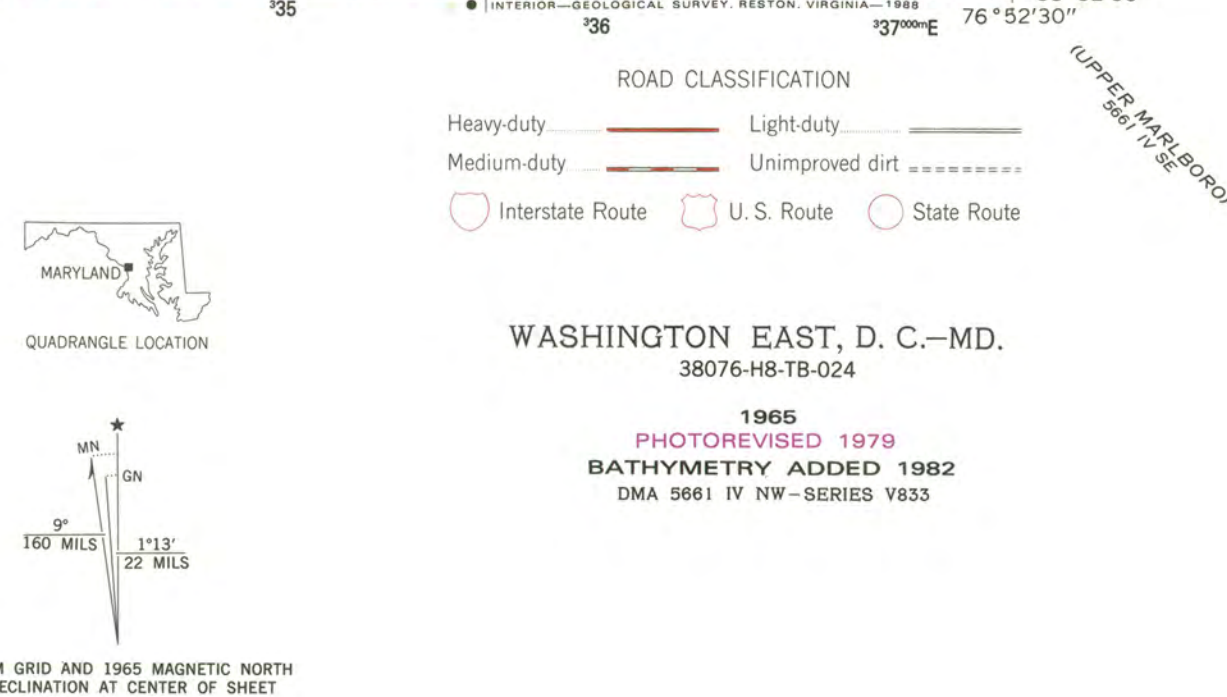 ³35
INTERIOR—GEOLOGICAL SURVEY, RESTON, VIRGINIA—1988
³36
³37⁰⁰⁰ᵐE
76°52'30"
(UPPER MARLBORO)
5661 IV SE
ROAD CLASSIFICATION
Heavy-duty Light-duty
Medium-duty Unimproved dirt
Interstate Route U. S. Route State Route
MARYLAND
QUADRANGLE LOCATION
WASHINGTON EAST, D. C.—MD.
38076-H8-TB-024
1965
PHOTOREVISED 1979
BATHYMETRY ADDED 1982
DMA 5661 IV NW–SERIES V833
MN
GN
9°
160 MILS
1°13'
22 MILS
GRID AND 1965 MAGNETIC NORTH
ECLINATION AT CENTER OF SHEET